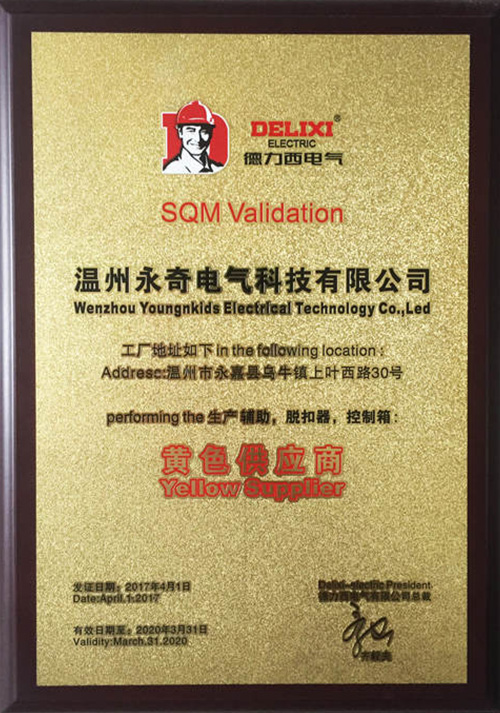 DELIXI®
ELECTRIC
德力西电气
SQM Validation
温州永奇电气科技有限公司
Wenzhou Youngnkids Electrical Technology Co.,Led
工厂地址如下 in the following location :
Addresc:温州市永嘉县乌牛镇上叶西路30号
performing the 生产辅助，脱扣器，控制箱：
黄色供应商
Yellow Supplier
发证日期：2017年4月1日
Date:April.1.2017
Delixi-electric President
德力西电气有限公司总裁
有效日期至：2020年3月31日
Validity:March.31.2020